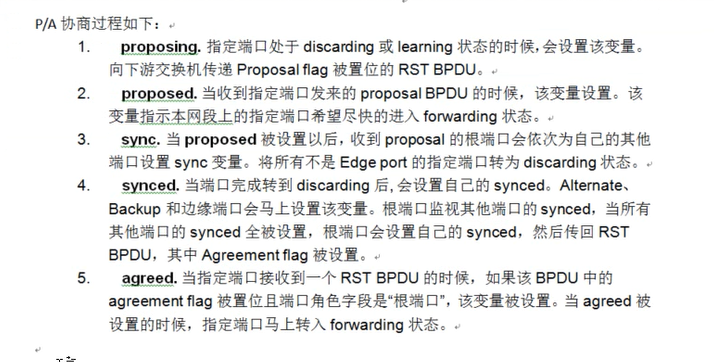 P/A 协商过程如下：
1. proposing. 指定端口处于 discarding 或 learning 状态的时候，会设置该变量。
向下游交换机传递 Proposal flag 被置位的 RST BPDU。
2. proposed. 当收到指定端口发来的 proposal BPDU 的时候，该变量设置。该
变量指示本网段上的指定端口希望尽快的进入 forwarding 状态。
3. sync. 当 proposed 被设置以后，收到 proposal 的根端口会依次为自己的其他
端口设置 sync 变量。将所有不是 Edge port 的指定端口转为 discarding 状态。
4. synced. 当端口完成转到 discarding 后, 会设置自己的 synced。Alternate、
Backup 和边缘端口会马上设置该变量。根端口监视其他端口的 synced，当所有
其他端口的 synced 全被设置，根端口会设置自己的 synced，然后传回 RST
BPDU，其中 Agreement flag 被设置。
5. agreed. 当指定端口接收到一个 RST BPDU 的时候，如果该 BPDU 中的
agreement flag 被置位且端口角色字段是“根端口”，该变量被设置。当 agreed 被
设置的时候，指定端口马上转入 forwarding 状态。